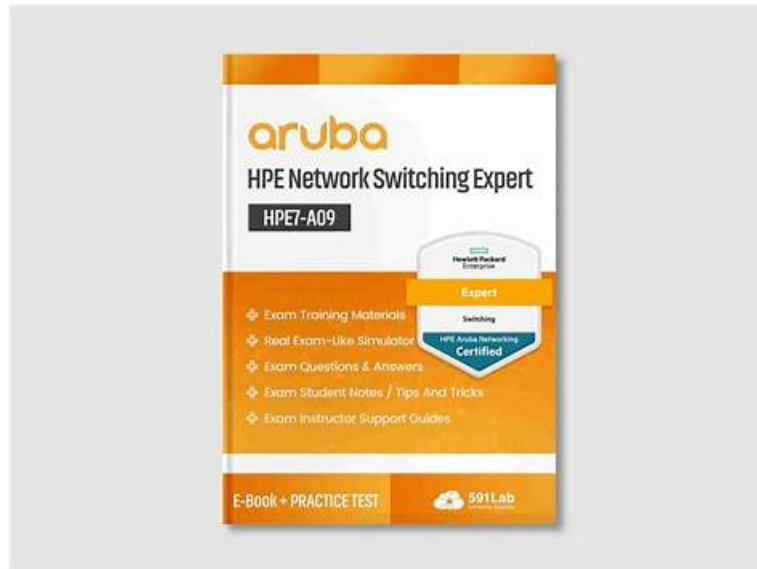 aruba
HPE Network Switching Expert
HPE7-A09
Hewlett Packard
Enterprise
Expert
Switching
HPE Aruba Networking
Certified
Exam Training Materials
Real Exam-Like Simulator
Exam Questions & Answers
Exam Student Notes / Tips And Tricks
Exam Instructor Support Guides
E-Book + PRACTICE TEST
591Lab